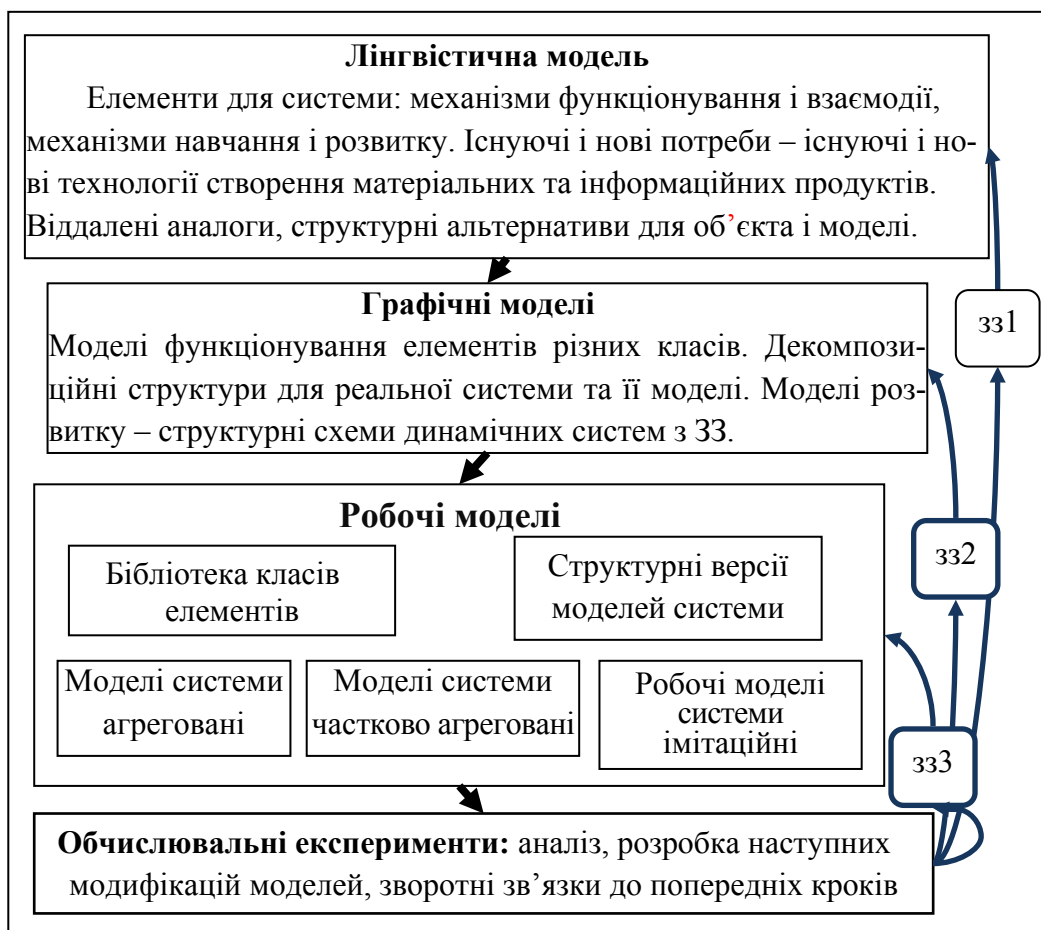 Лінгвістична модель
Елементи для системи: механізми функціонування і взаємодії,
механізми навчання і розвитку. Існуючі і нові потреби – існуючі і но-
ві технології створення матеріальних та інформаційних продуктів.
Віддалені аналоги, структурні альтернативи для об’єкта і моделі.
зз1
Графічні моделі
Моделі функціонування елементів різних класів. Декомпози-
ційні структури для реальної системи та її моделі. Моделі роз-
витку – структурні схеми динамічних систем з ЗЗ.
зз2
Робочі моделі
Бібліотека класів
елементів
Структурні версії
моделей системи
Моделі системи
агреговані
Моделі системи
частково агреговані
Робочі моделі
системи
імітаційні
зз3
Обчислювальні експерименти: аналіз, розробка наступних
модифікацій моделей, зворотні зв’язки до попередніх кроків